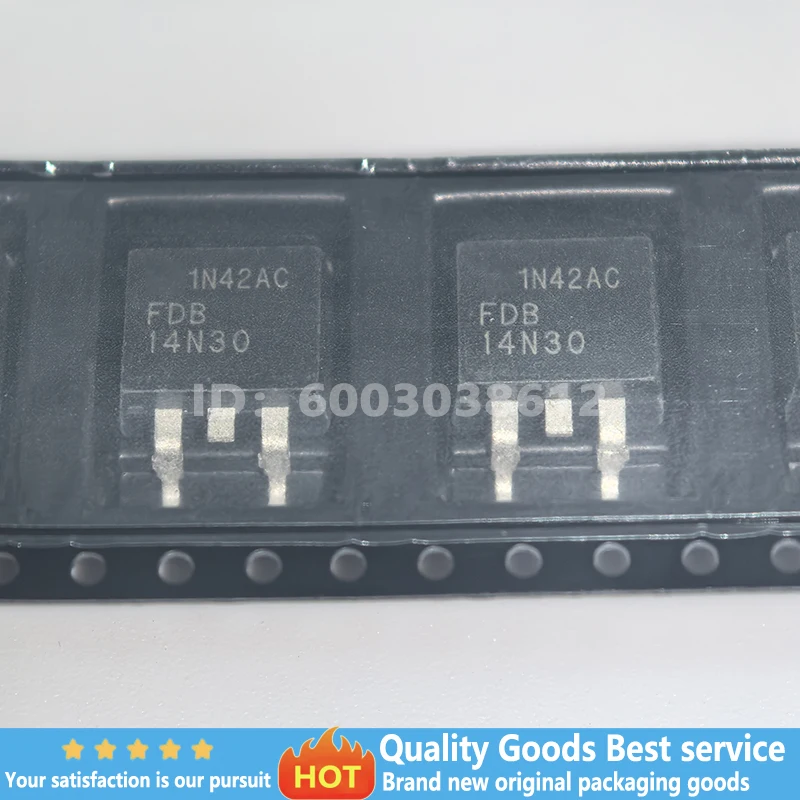 1N42AC
FDB
14N30
1N42AC
FDB
14N30
ID: 6003038612
Quality Goods Best service
Your satisfaction is our pursuit
HOT
Brand new original packaging goods